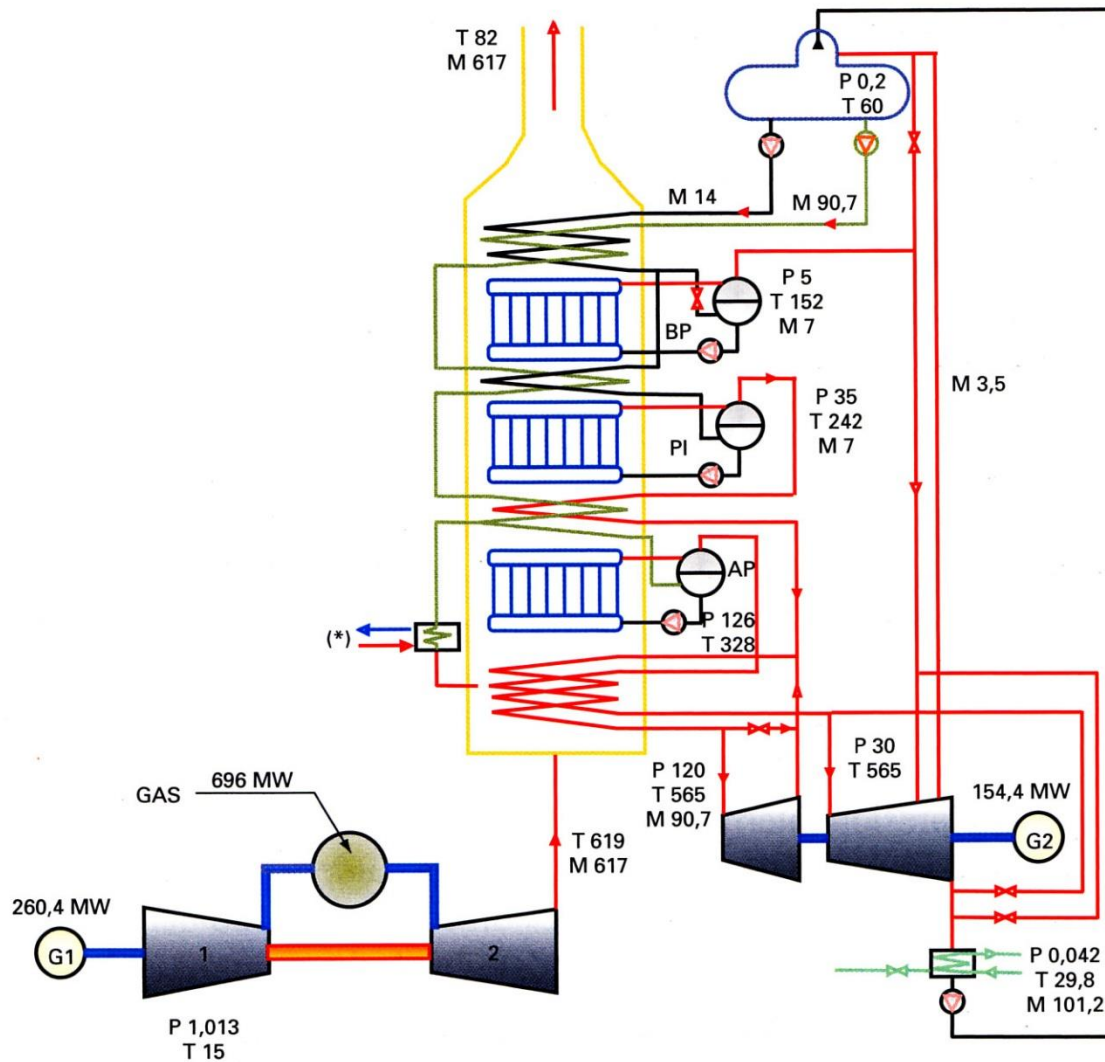 T 82
M 617
P 0,2
T 60
M 14
M 90,7
P 5
T 152
M 7
BP
M 3,5
P 35
T 242
M 7
PI
AP
P 126
T 328
(*)
P 30
T 565
P 120
T 565
M 90,7
154,4 MW
G2
696 MW
GAS
T 619
M 617
260,4 MW
G1
1
2
P 1,013
T 15
P 0,042
T 29,8
M 101,2